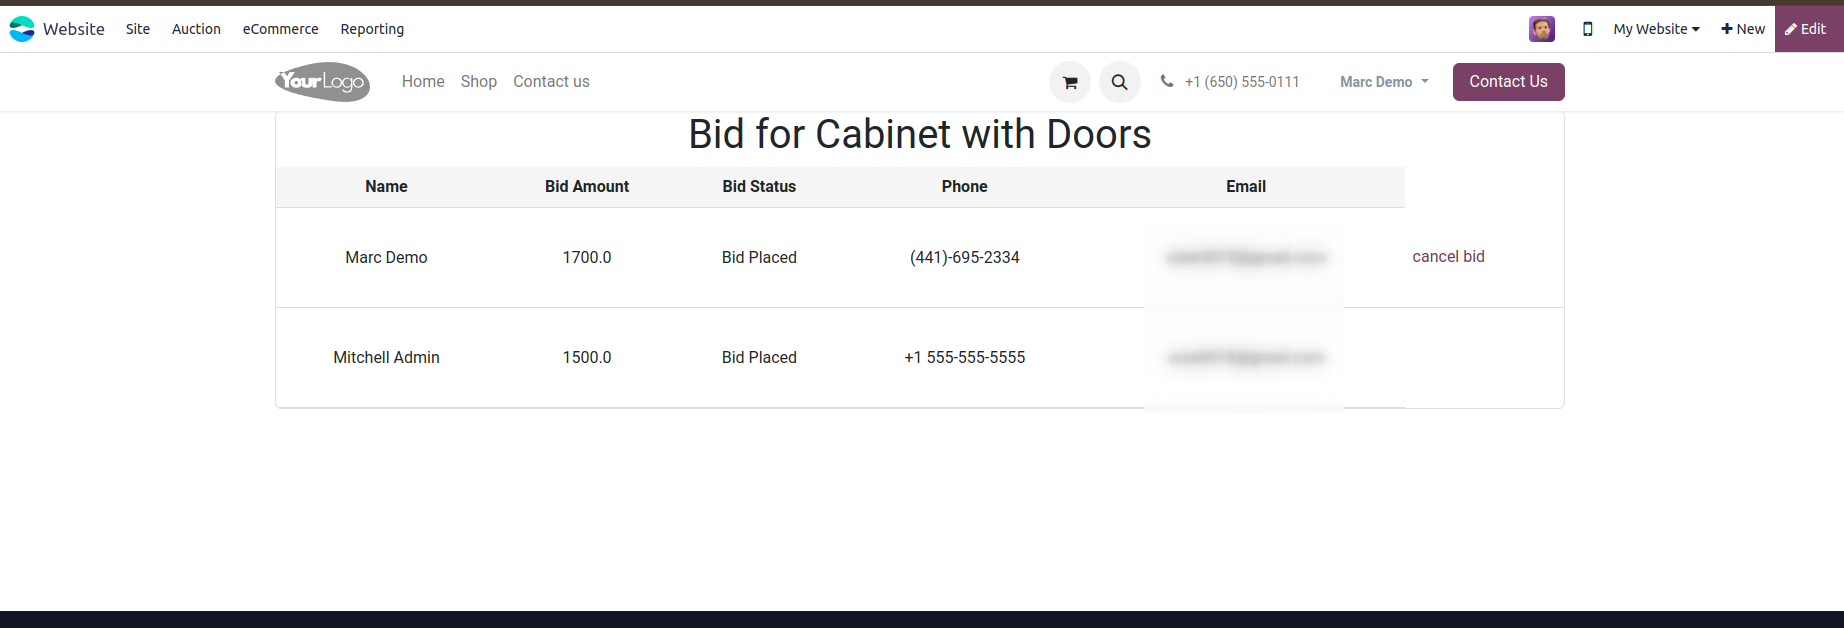 Website Site Auction eCommerce Reporting My Website New Edit
YourLogo Home Shop Contact us +1 (650) 555-0111 Marc Demo Contact Us
Bid for Cabinet with Doors
Name Bid Amount Bid Status Phone Email
Marc Demo 1700.0 Bid Placed (441)-695-2334 cancel bid
Mitchell Admin 1500.0 Bid Placed +1 555-555-5555